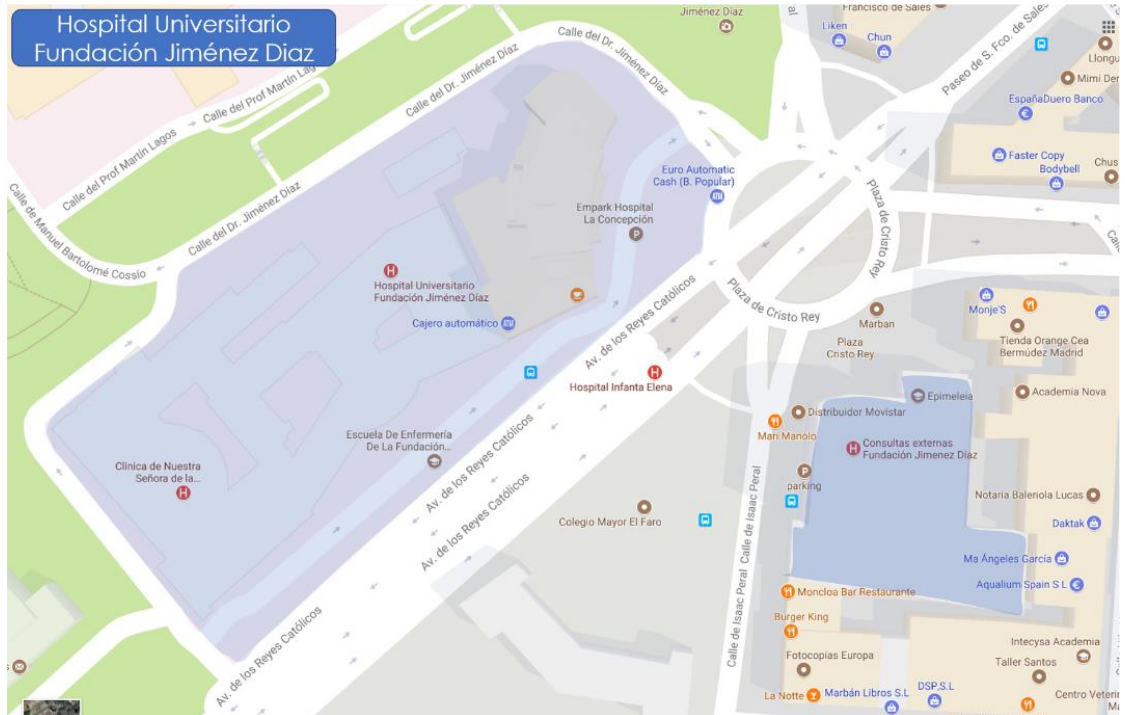 Hospital Universitario
Fundación Jiménez Diaz
Jiménez Díaz
Francisco de Sales
Liken
Chun
Paseo de S. Fco. de Sales
Llongu
Mimi Der
EspañaDuero Banco
Faster Copy
Bodybell
Chus
Calle del Dr. Jiménez Díaz
Calle del Dr. Jiménez Díaz
Calle del Prof Martín Lagos
Calle del Prof Martín Lagos
Calle del Dr. Jiménez Díaz
Calle de Manuel Bartolomé Cossío
Euro Automatic
Cash (B. Popular)
Empark Hospital
La Concepción
Plaza de Cristo Rey
Plaza de Cristo Rey
Hospital Universitario
Fundación Jiménez Díaz
Cajero automático
Av. de los Reyes Católicos
Marban
Plaza
Cristo Rey
Monje'S
Tienda Orange Cea
Bermúdez Madrid
Hospital Infanta Elena
Epimeleia
Academia Nova
Distribuidor Movistar
Mari Manolo
Consultas externas
Fundación Jimenez Díaz
Escuela De Enfermería
De La Fundación...
Av. de los Reyes Católicos
Av. de los Reyes Católicos
Clínica de Nuestra
Señora de la...
parking
Notaria Baleriola Lucas
Colegio Mayor El Faro
Daktak
Calle de Isaac Peral
Calle de Isaac Peral
Ma Ángeles García
Aqualium Spain S L
Moncloa Bar Restaurante
Burger King
Av. de los Reyes Católicos
Intecysa Academia
Fotocopias Europa
Taller Santos
La Notte
Marbán Libros S.L
DSP,S.L
Centro Veterin